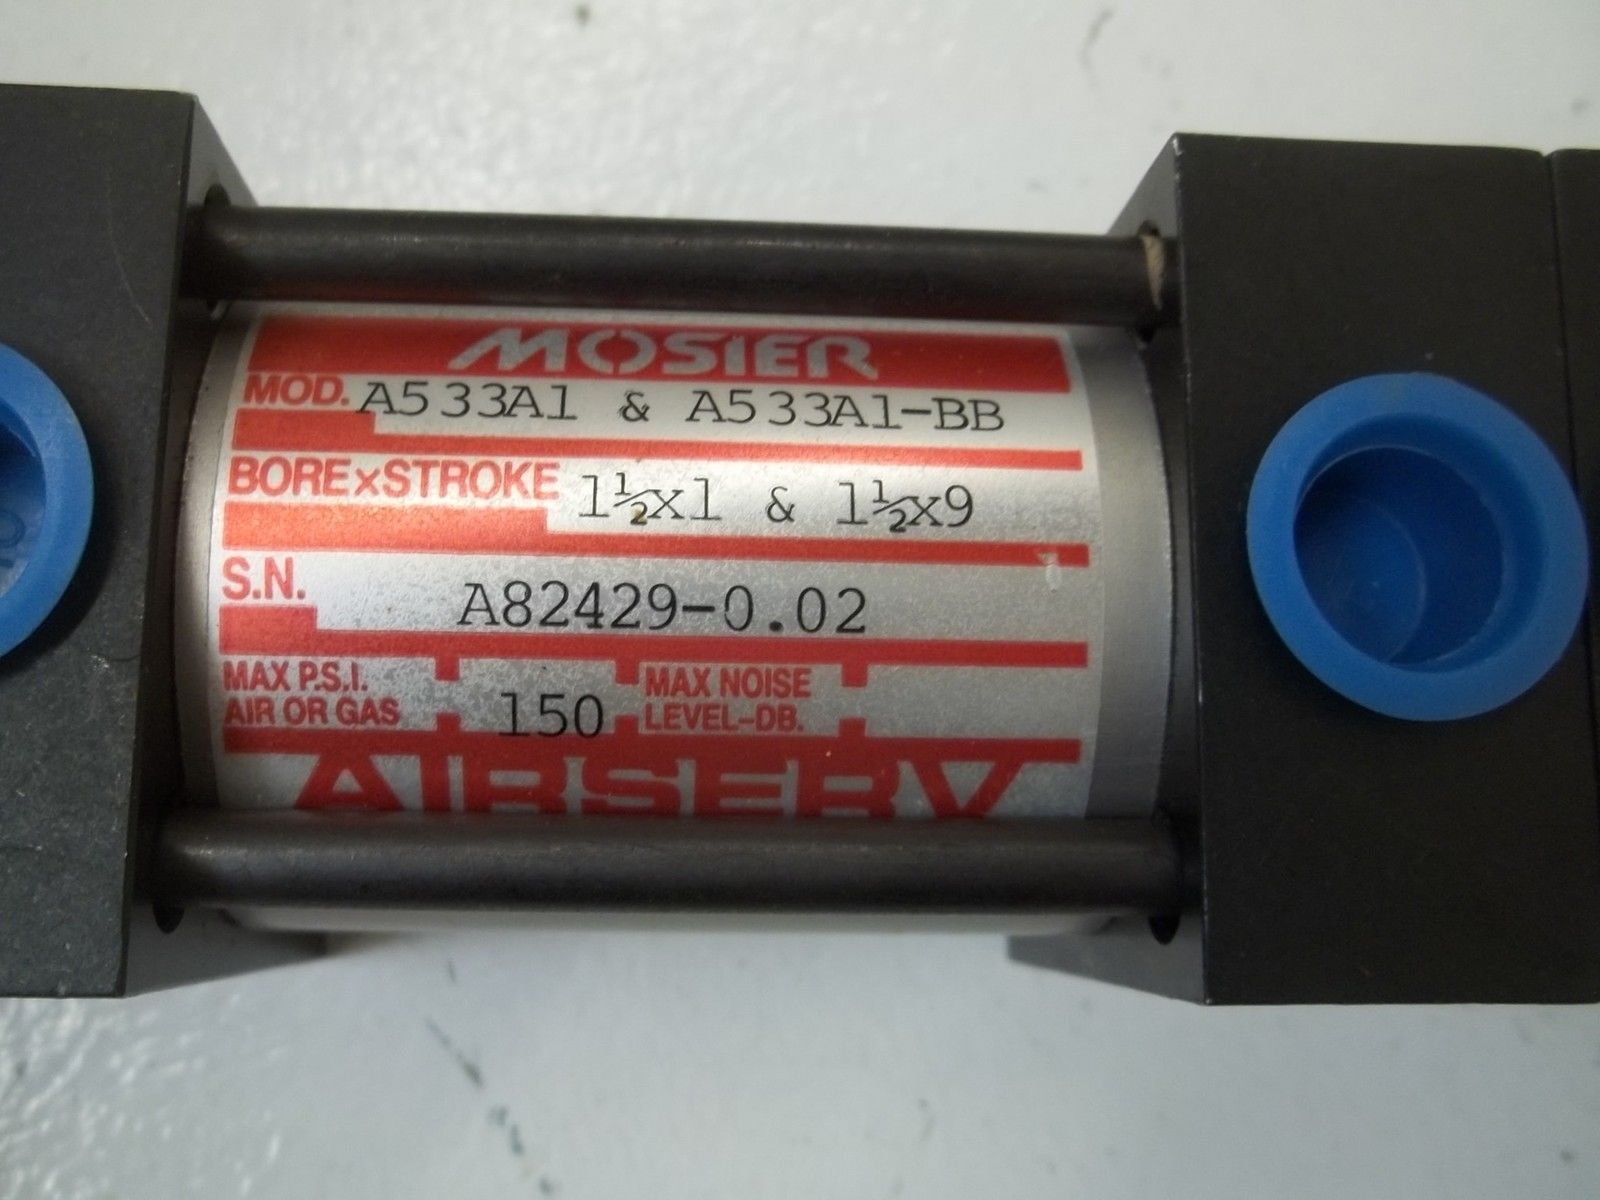 MOSIER
MOD. A533A1 & A533A1-BB
BORE x STROKE 1½x1 & 1½x9
S.N. A82429-0.02
MAX P.S.I. AIR OR GAS 150 MAX NOISE LEVEL-DB.
AIRSERV